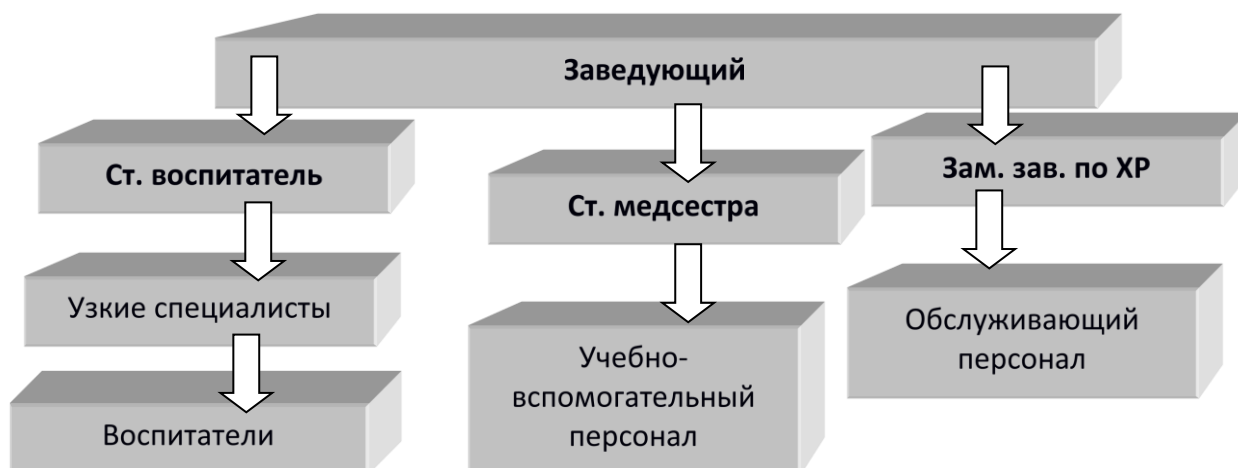 Заведующий
Ст. воспитатель
Ст. медсестра
Зам. зав. по ХР
Узкие специалисты
Учебно-
вспомогательный
персонал
Обслуживающий
персонал
Воспитатели